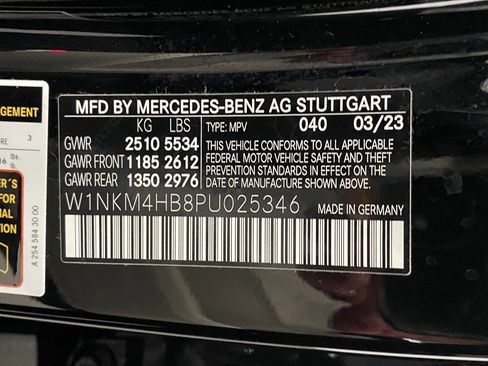 MFD BY MERCEDES-BENZ AG STUTTGART
KG LBS TYPE: MPV 040 03/23
GVWR 2510 5534
GAWR FRONT 1185 2612
GAWR REAR 1350 2976
THIS VEHICLE CONFORMS TO ALL APPLICABLE
FEDERAL MOTOR VEHICLE SAFETY AND THEFT
PREVENTION STANDARDS IN EFFECT ON THE
DATE OF MANUFACTURE SHOWN ABOVE.
W1NKM4HB8PU025346 MADE IN GERMANY
3
lbs.
A 254 584 30 00